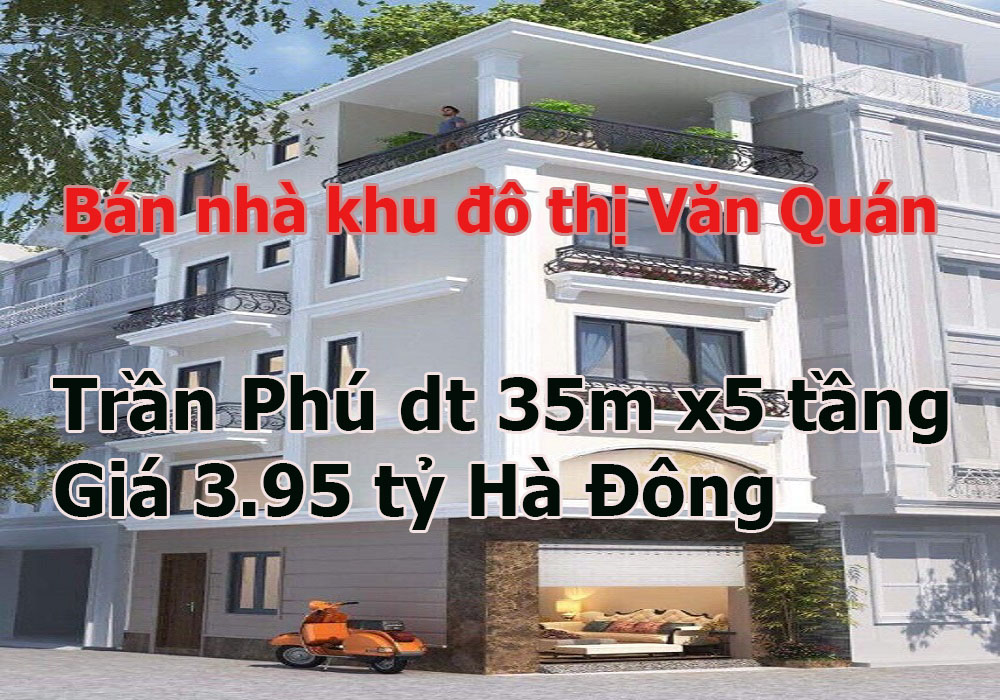 Bán nhà khu đô thị Văn Quán
Trần Phú dt 35m x5 tầng
Giá 3.95 tỷ Hà Đông